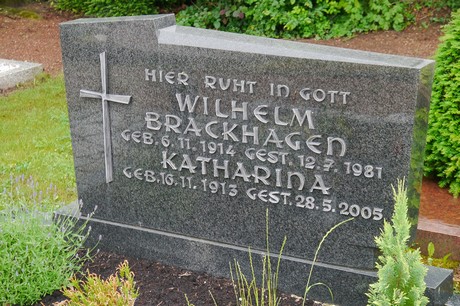 HIER RUHT IN GOTT
WILHELM
BRACKHAGEN
GEB. 6.11.1914 GEST. 12.7.1981
KATHARINA
GEB. 16.11.1913 GEST. 28.5.2005